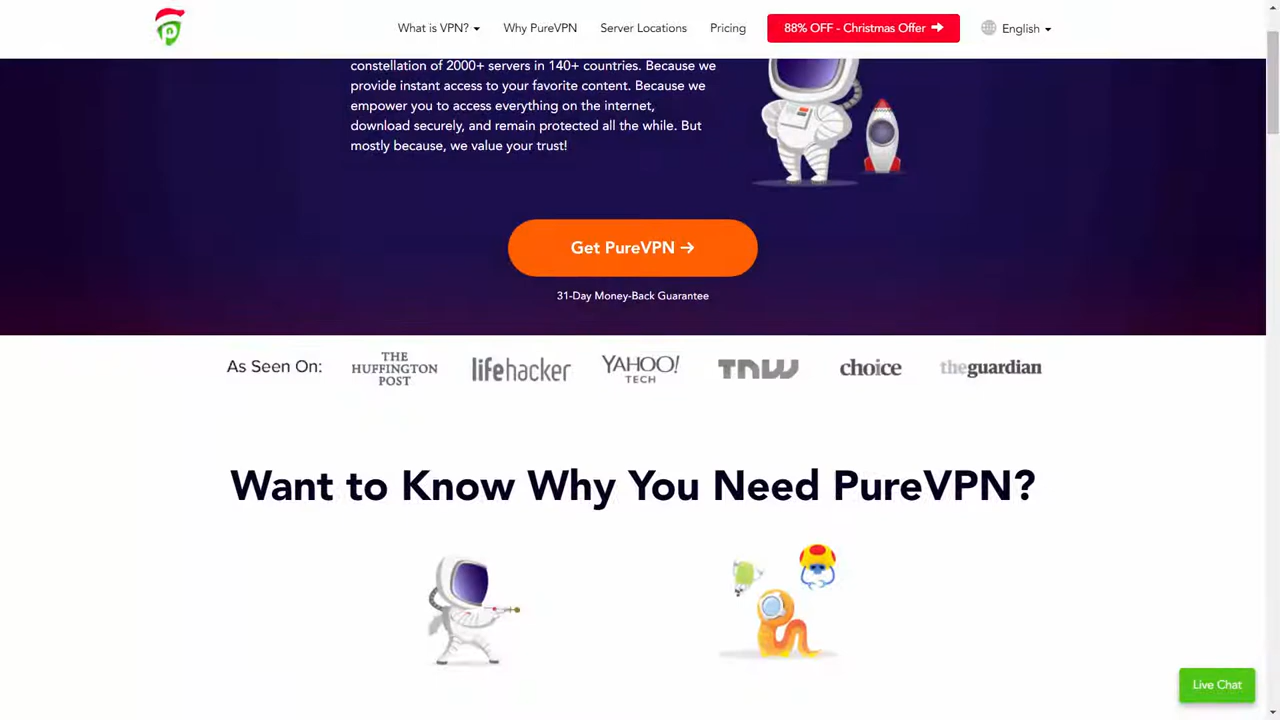 What is VPN?
Why PureVPN
Server Locations
Pricing
88% OFF - Christmas Offer
English
constellation of 2000+ servers in 140+ countries. Because we
provide instant access to your favorite content. Because we
empower you to access everything on the internet,
download securely, and remain protected all the while. But
mostly because, we value your trust!
Get PureVPN →
31-Day Money-Back Guarantee
As Seen On:
THE
HUFFINGTON
POST
lifehacker
YAHOO!
TECH
TNW
choice
theguardian
Want to Know Why You Need PureVPN?
Live Chat